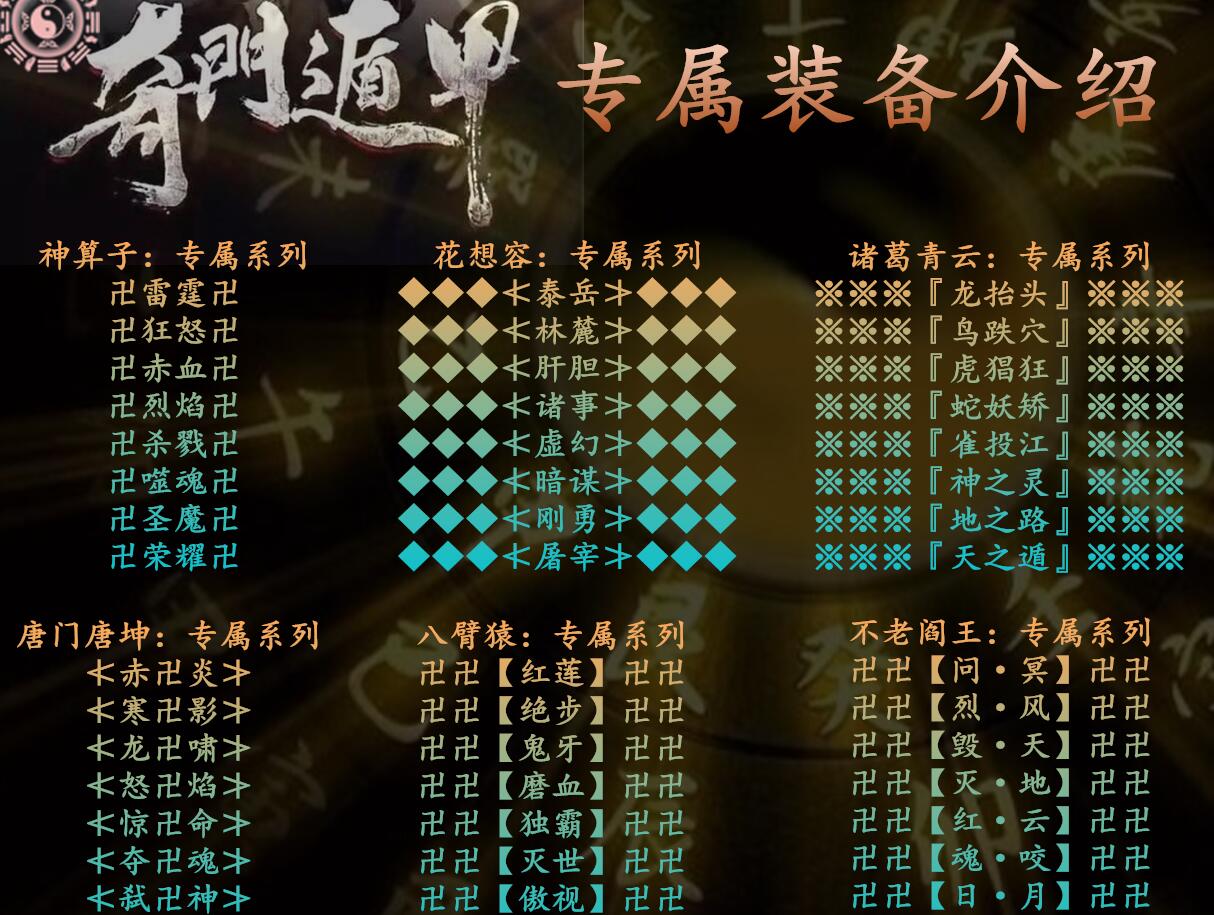 奇門遁甲
专属装备介绍
神算子：专属系列
卍雷霆卍
卍狂怒卍
卍赤血卍
卍烈焰卍
卍杀戮卍
卍噬魂卍
卍圣魔卍
卍荣耀卍
花想容：专属系列
◆◆◆≮泰岳≯◆◆◆
◆◆◆≮林麓≯◆◆◆
◆◆◆≮肝胆≯◆◆◆
◆◆◆≮诸事≯◆◆◆
◆◆◆≮虚幻≯◆◆◆
◆◆◆≮暗谋≯◆◆◆
◆◆◆≮刚勇≯◆◆◆
◆◆◆≮屠宰≯◆◆◆
诸葛青云：专属系列
※※※『龙抬头』※※※
※※※『鸟跌穴』※※※
※※※『虎猖狂』※※※
※※※『蛇妖矫』※※※
※※※『雀投江』※※※
※※※『神之灵』※※※
※※※『地之路』※※※
※※※『天之遁』※※※
唐门唐坤：专属系列
≮赤卍炎≯
≮寒卍影≯
≮龙卍啸≯
≮怒卍焰≯
≮惊卍命≯
≮夺卍魂≯
≮弑卍神≯
八臂猿：专属系列
卍卍【红莲】卍卍
卍卍【绝步】卍卍
卍卍【鬼牙】卍卍
卍卍【磨血】卍卍
卍卍【独霸】卍卍
卍卍【灭世】卍卍
卍卍【傲视】卍卍
不老阎王：专属系列
卍卍【问·冥】卍卍
卍卍【烈·风】卍卍
卍卍【毁·天】卍卍
卍卍【灭·地】卍卍
卍卍【红·云】卍卍
卍卍【魂·咬】卍卍
卍卍【日·月】卍卍